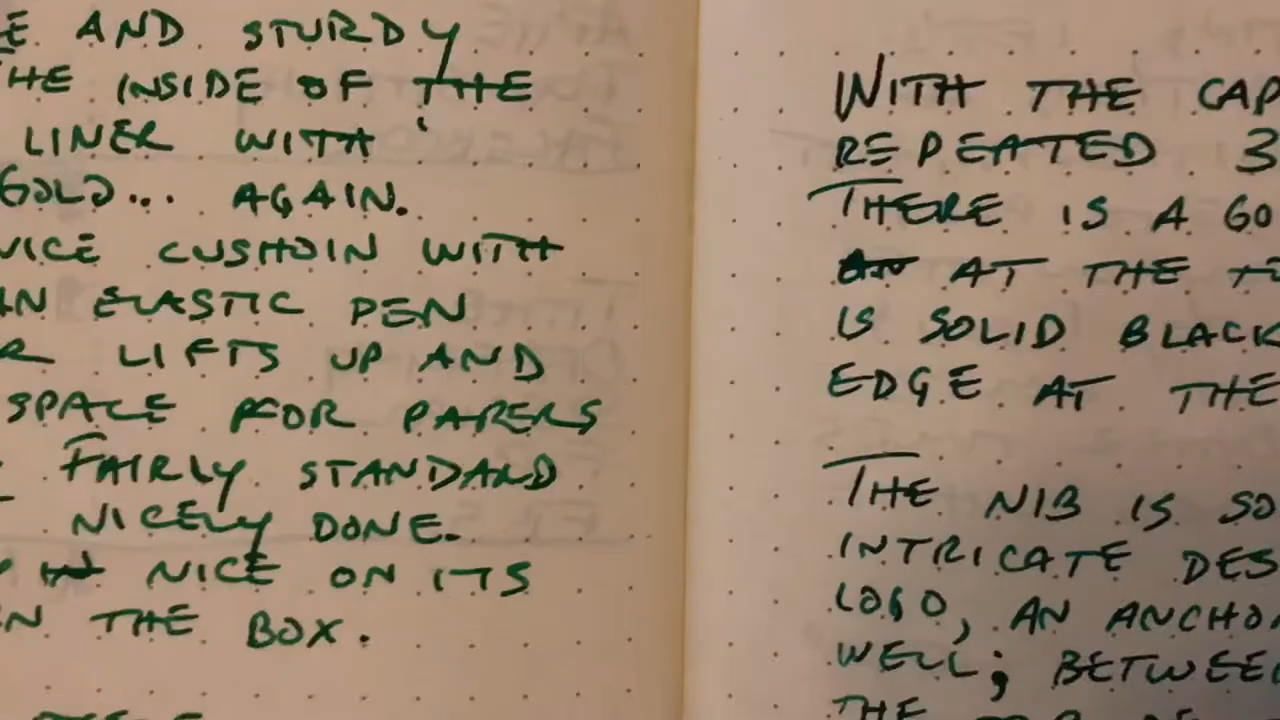 E AND STURDY
THE INSIDE OF THE
LINER WITH
GOLD... AGAIN.
NICE CUSHOIN WITH
AN ELASTIC PEN
R LIFTS UP AND
SPACE FOR PAPERS
FAIRLY STANDARD
NICELY DONE.
NICE ON ITS
N THE BOX.
WITH THE CAP
REPEATED 3
THERE IS A GO
AT THE TO
IS SOLID BLACK
EDGE AT THE
THE NIB IS SO
INTRICATE DES
LOGO, AN ANCHO
WELL; BETWEE
THE